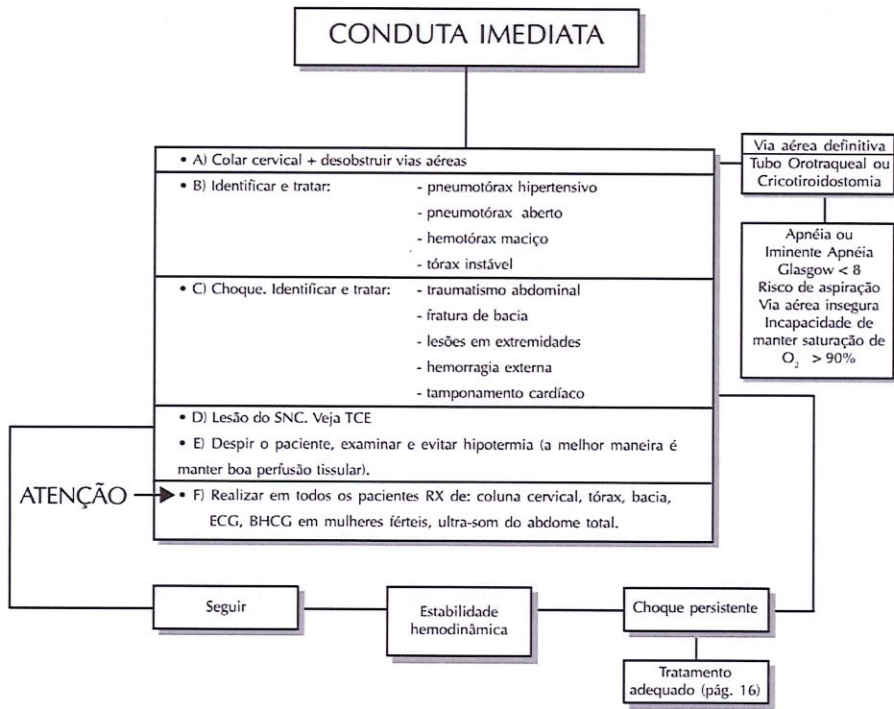 CONDUTA IMEDIATA
• A) Colar cervical + desobstruir vias aéreas
• B) Identificar e tratar: - pneumotórax hipertensivo
- pneumotórax aberto
- hemotórax maciço
- tórax instável
• C) Choque. Identificar e tratar: - traumatismo abdominal
- fratura de bacia
- lesões em extremidades
- hemorragia externa
- tamponamento cardíaco
• D) Lesão do SNC. Veja TCE
• E) Despir o paciente, examinar e evitar hipotermia (a melhor maneira é
manter boa perfusão tissular).
ATENÇÃO
• F) Realizar em todos os pacientes RX de: coluna cervical, tórax, bacia,
ECG, BHCG em mulheres férteis, ultra-som do abdome total.
Via aérea definitiva
Tubo Orotraqueal ou
Cricotiroidostomia
Apnéia ou
Iminente Apnéia
Glasgow < 8
Risco de aspiração
Via aérea insegura
Incapacidade de
manter saturação de
O₂ > 90%
Seguir
Estabilidade
hemodinâmica
Choque persistente
Tratamento
adequado (pág. 16)